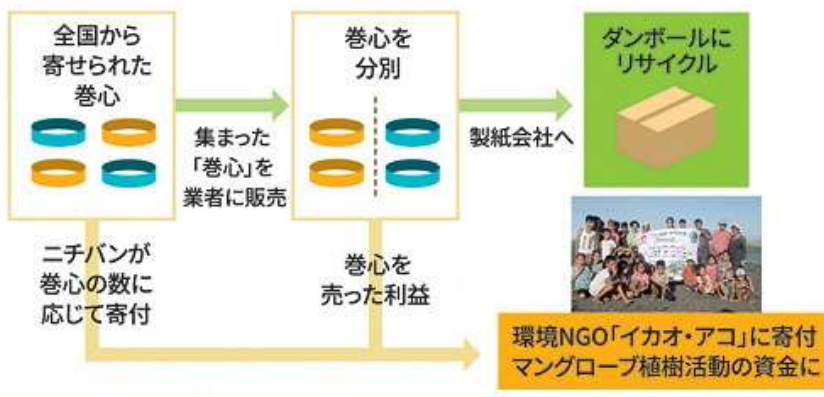 全国から
寄せられた
巻心
集まった
「巻心」を
業者に販売
巻心を
分別
製紙会社へ
ダンボールに
リサイクル
ニチバンが
巻心の数に
応じて寄付
巻心を
売った利益
環境NGO「イカオ・アコ」に寄付
マングローブ植樹活動の資金に